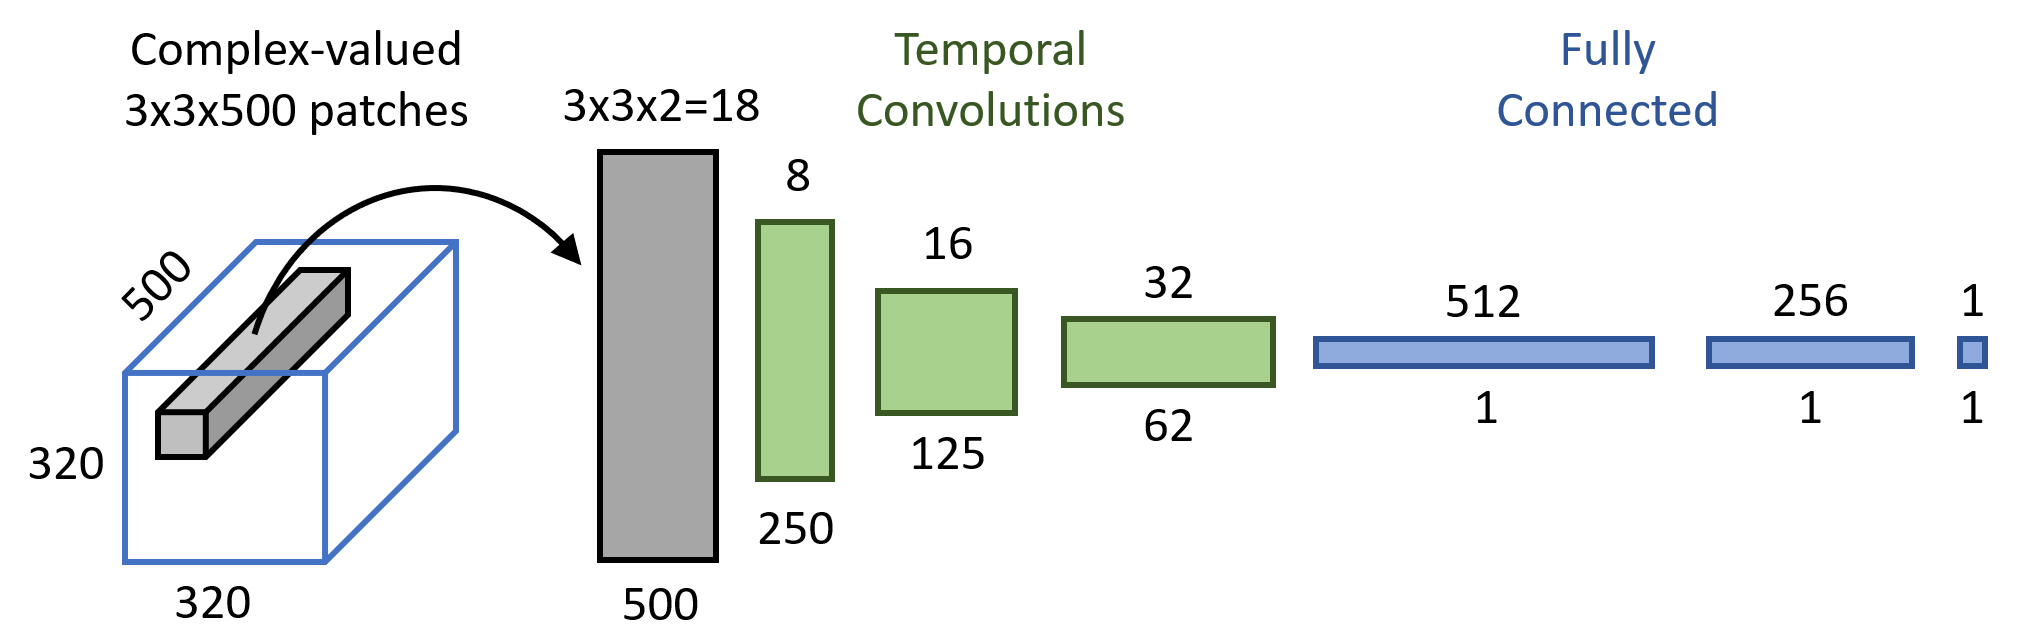 Complex-valued
3x3x500 patches
500
320
320
3x3x2=18
500
Temporal
Convolutions
8
250
16
125
32
62
Fully
Connected
512
1
256
1
1
1